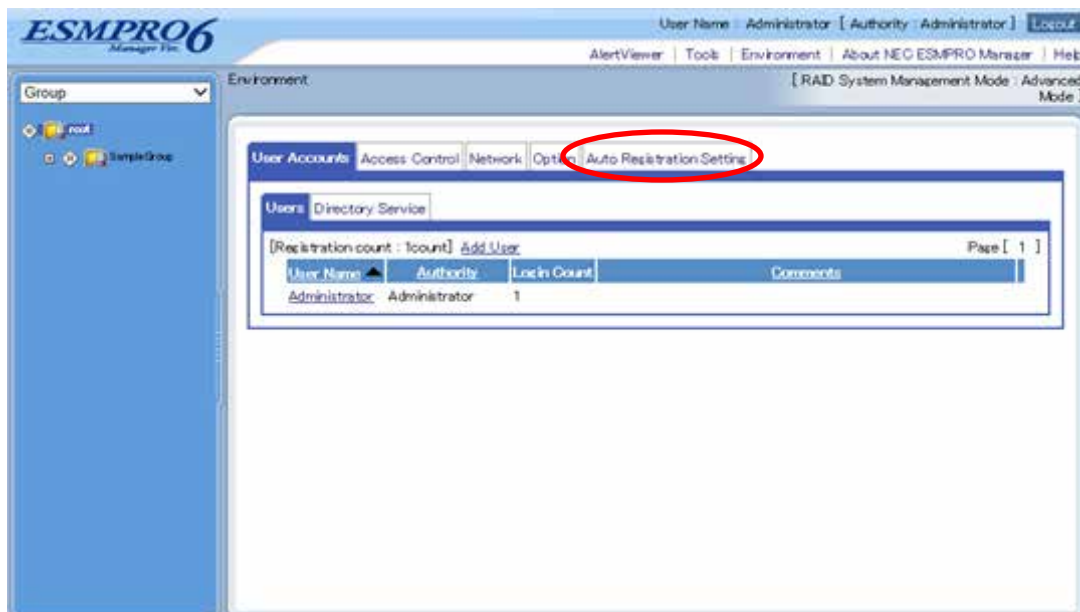 ESMPRO6
Manager Ver.
User Name : Administrator [ Authority : Administrator ] Logout
AlertViewer | Tools | Environment | About NEC ESMPRO Manager | Help
Group
Environment
[ RAID System Management Mode : Advanced Mode ]
root
SampleGroup
User Accounts Access Control Network Option Auto Registration Setting
Users Directory Service
[Registration count : 1count] Add User Page [ 1 ]
User Name Authority Login Count Comments
Administrator Administrator 1